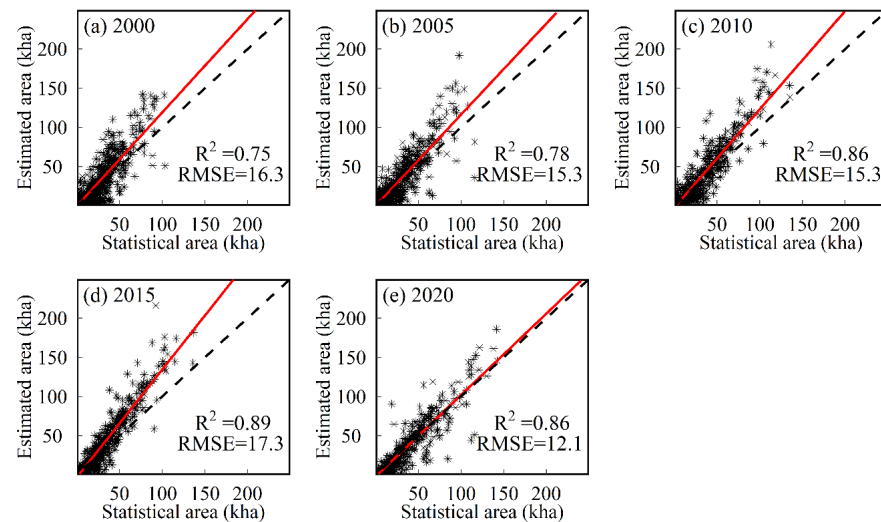 (a) 2000
200
150
100
50
Estimated area (kha)
R² =0.75
RMSE=16.3
50 100 150 200
Statistical area (kha)
(b) 2005
200
150
100
50
Estimated area (kha)
R² =0.78
RMSE=15.3
50 100 150 200
Statistical area (kha)
(c) 2010
200
150
100
50
Estimated area (kha)
R² =0.86
RMSE=15.3
50 100 150 200
Statistical area (kha)
(d) 2015
200
150
100
50
Estimated area (kha)
R² =0.89
RMSE=17.3
50 100 150 200
Statistical area (kha)
(e) 2020
200
150
100
50
Estimated area (kha)
R² =0.86
RMSE=12.1
50 100 150 200
Statistical area (kha)